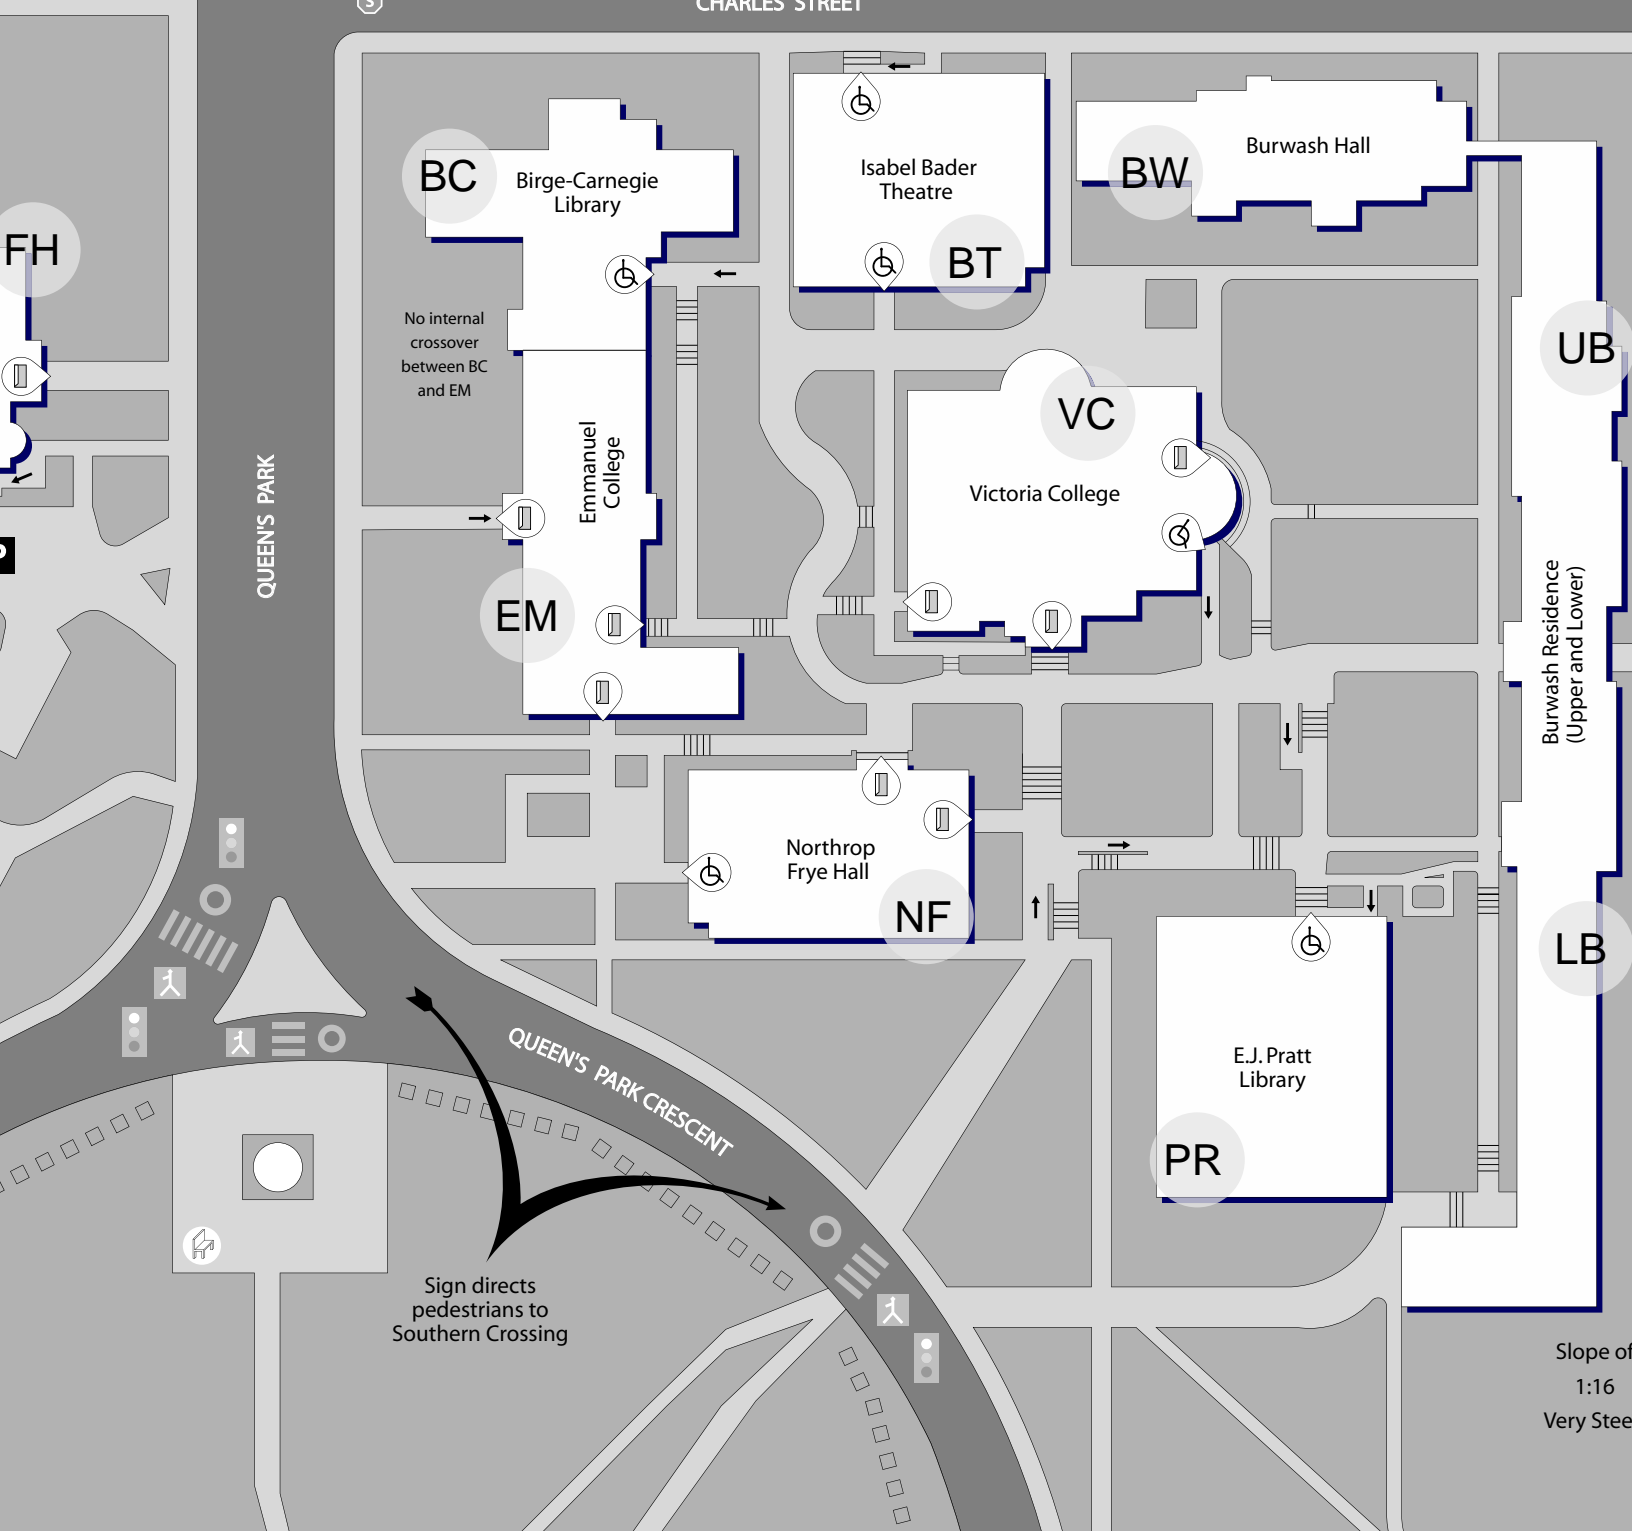 S
CHARLES STREET
BC
Birge-Carnegie
Library
Isabel Bader
Theatre
BT
BW
Burwash Hall
FH
No internal
crossover
between BC
and EM
UB
VC
Victoria College
QUEEN'S PARK
Emmanuel
College
EM
Burwash Residence
(Upper and Lower)
Northrop
Frye Hall
NF
LB
E.J. Pratt
Library
PR
QUEEN'S PARK CRESCENT
Sign directs
pedestrians to
Southern Crossing
Slope of
1:16
Very Stee